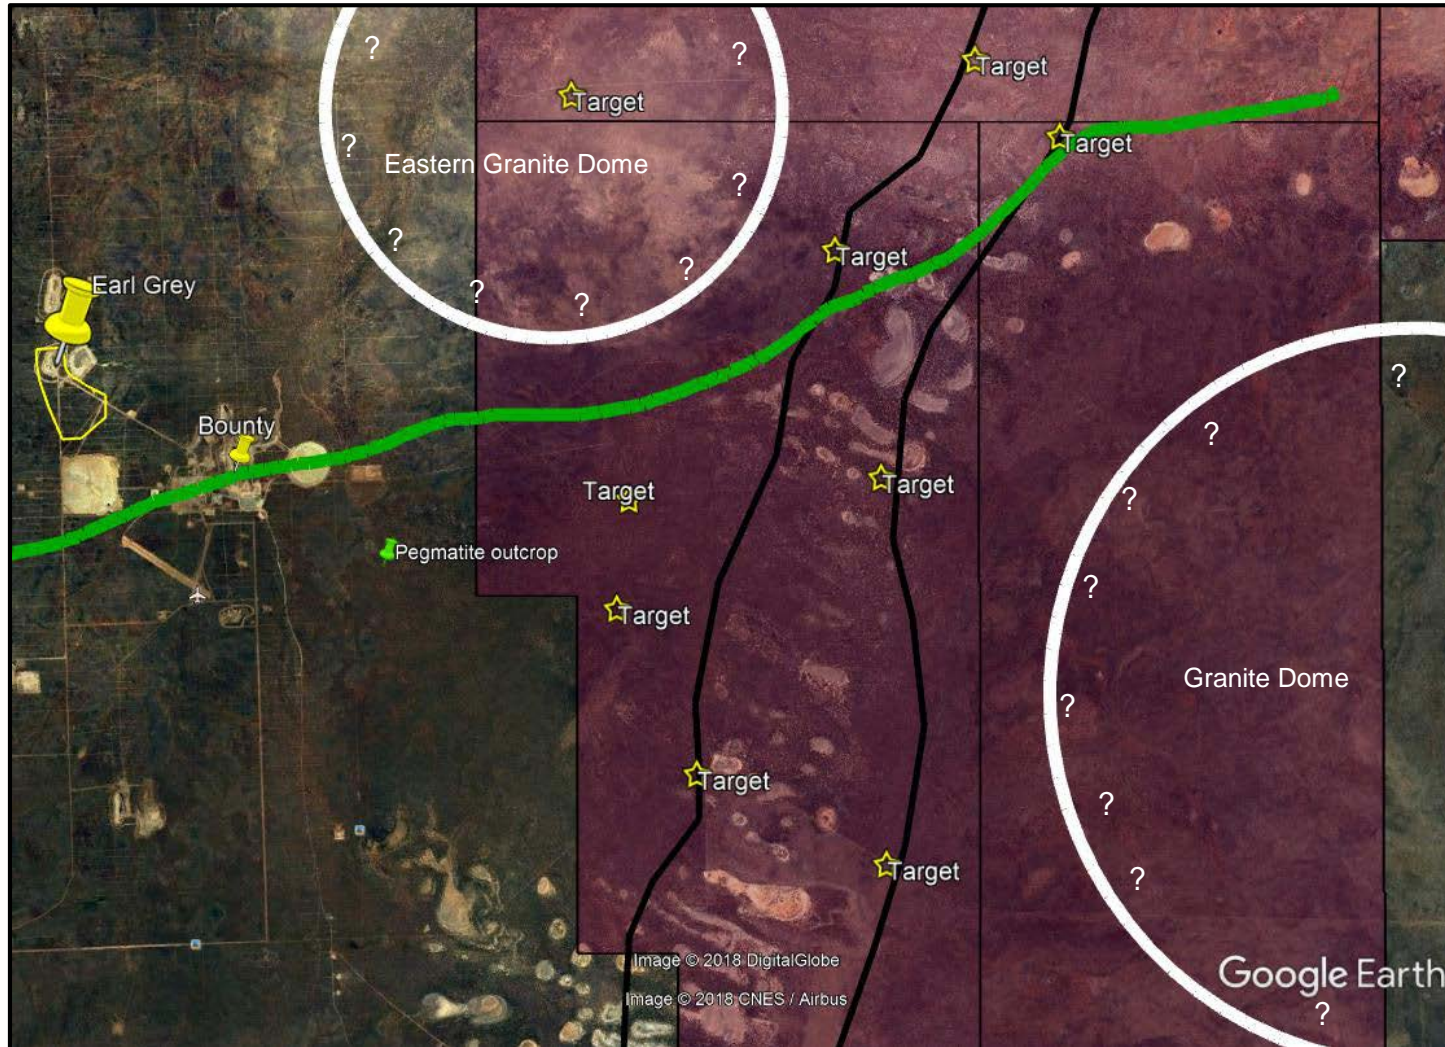 ?
?
Target
Target
Target
?
Eastern Granite Dome
?
?
Target
?
Earl Grey
?
?
?
?
Bounty
?
Target
Target
?
Pegmatite outcrop
?
Target
Granite Dome
?
Target
?
Target
?
Image © 2018 DigitalGlobe
Google Earth
Image © 2018 CNES / Airbus
?